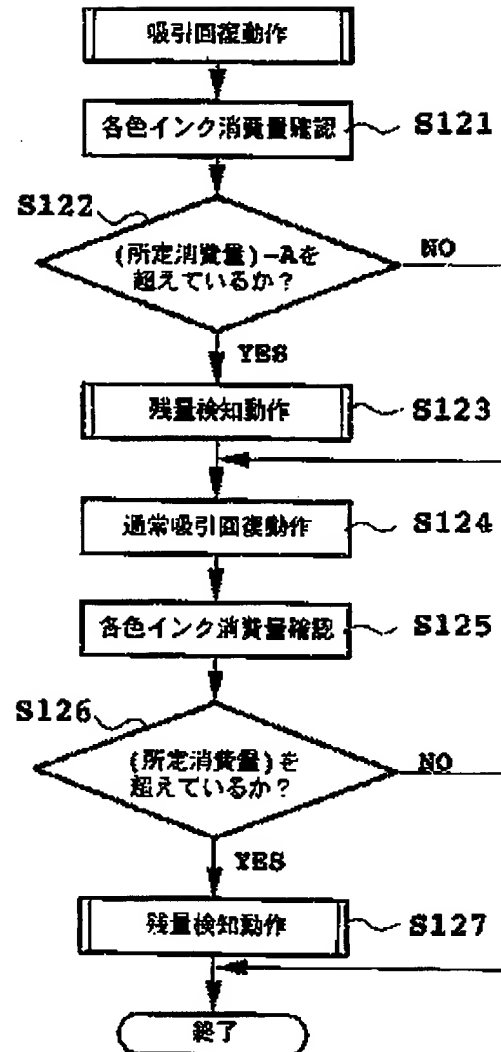 吸引回復動作
各色インク消費量確認
S121
S122
(所定消費量)-Aを
超えているか?
NO
YES
残量検知動作
S123
通常吸引回復動作
S124
各色インク消費量確認
S125
S126
(所定消費量)を
超えているか?
NO
YES
残量検知動作
S127
終了